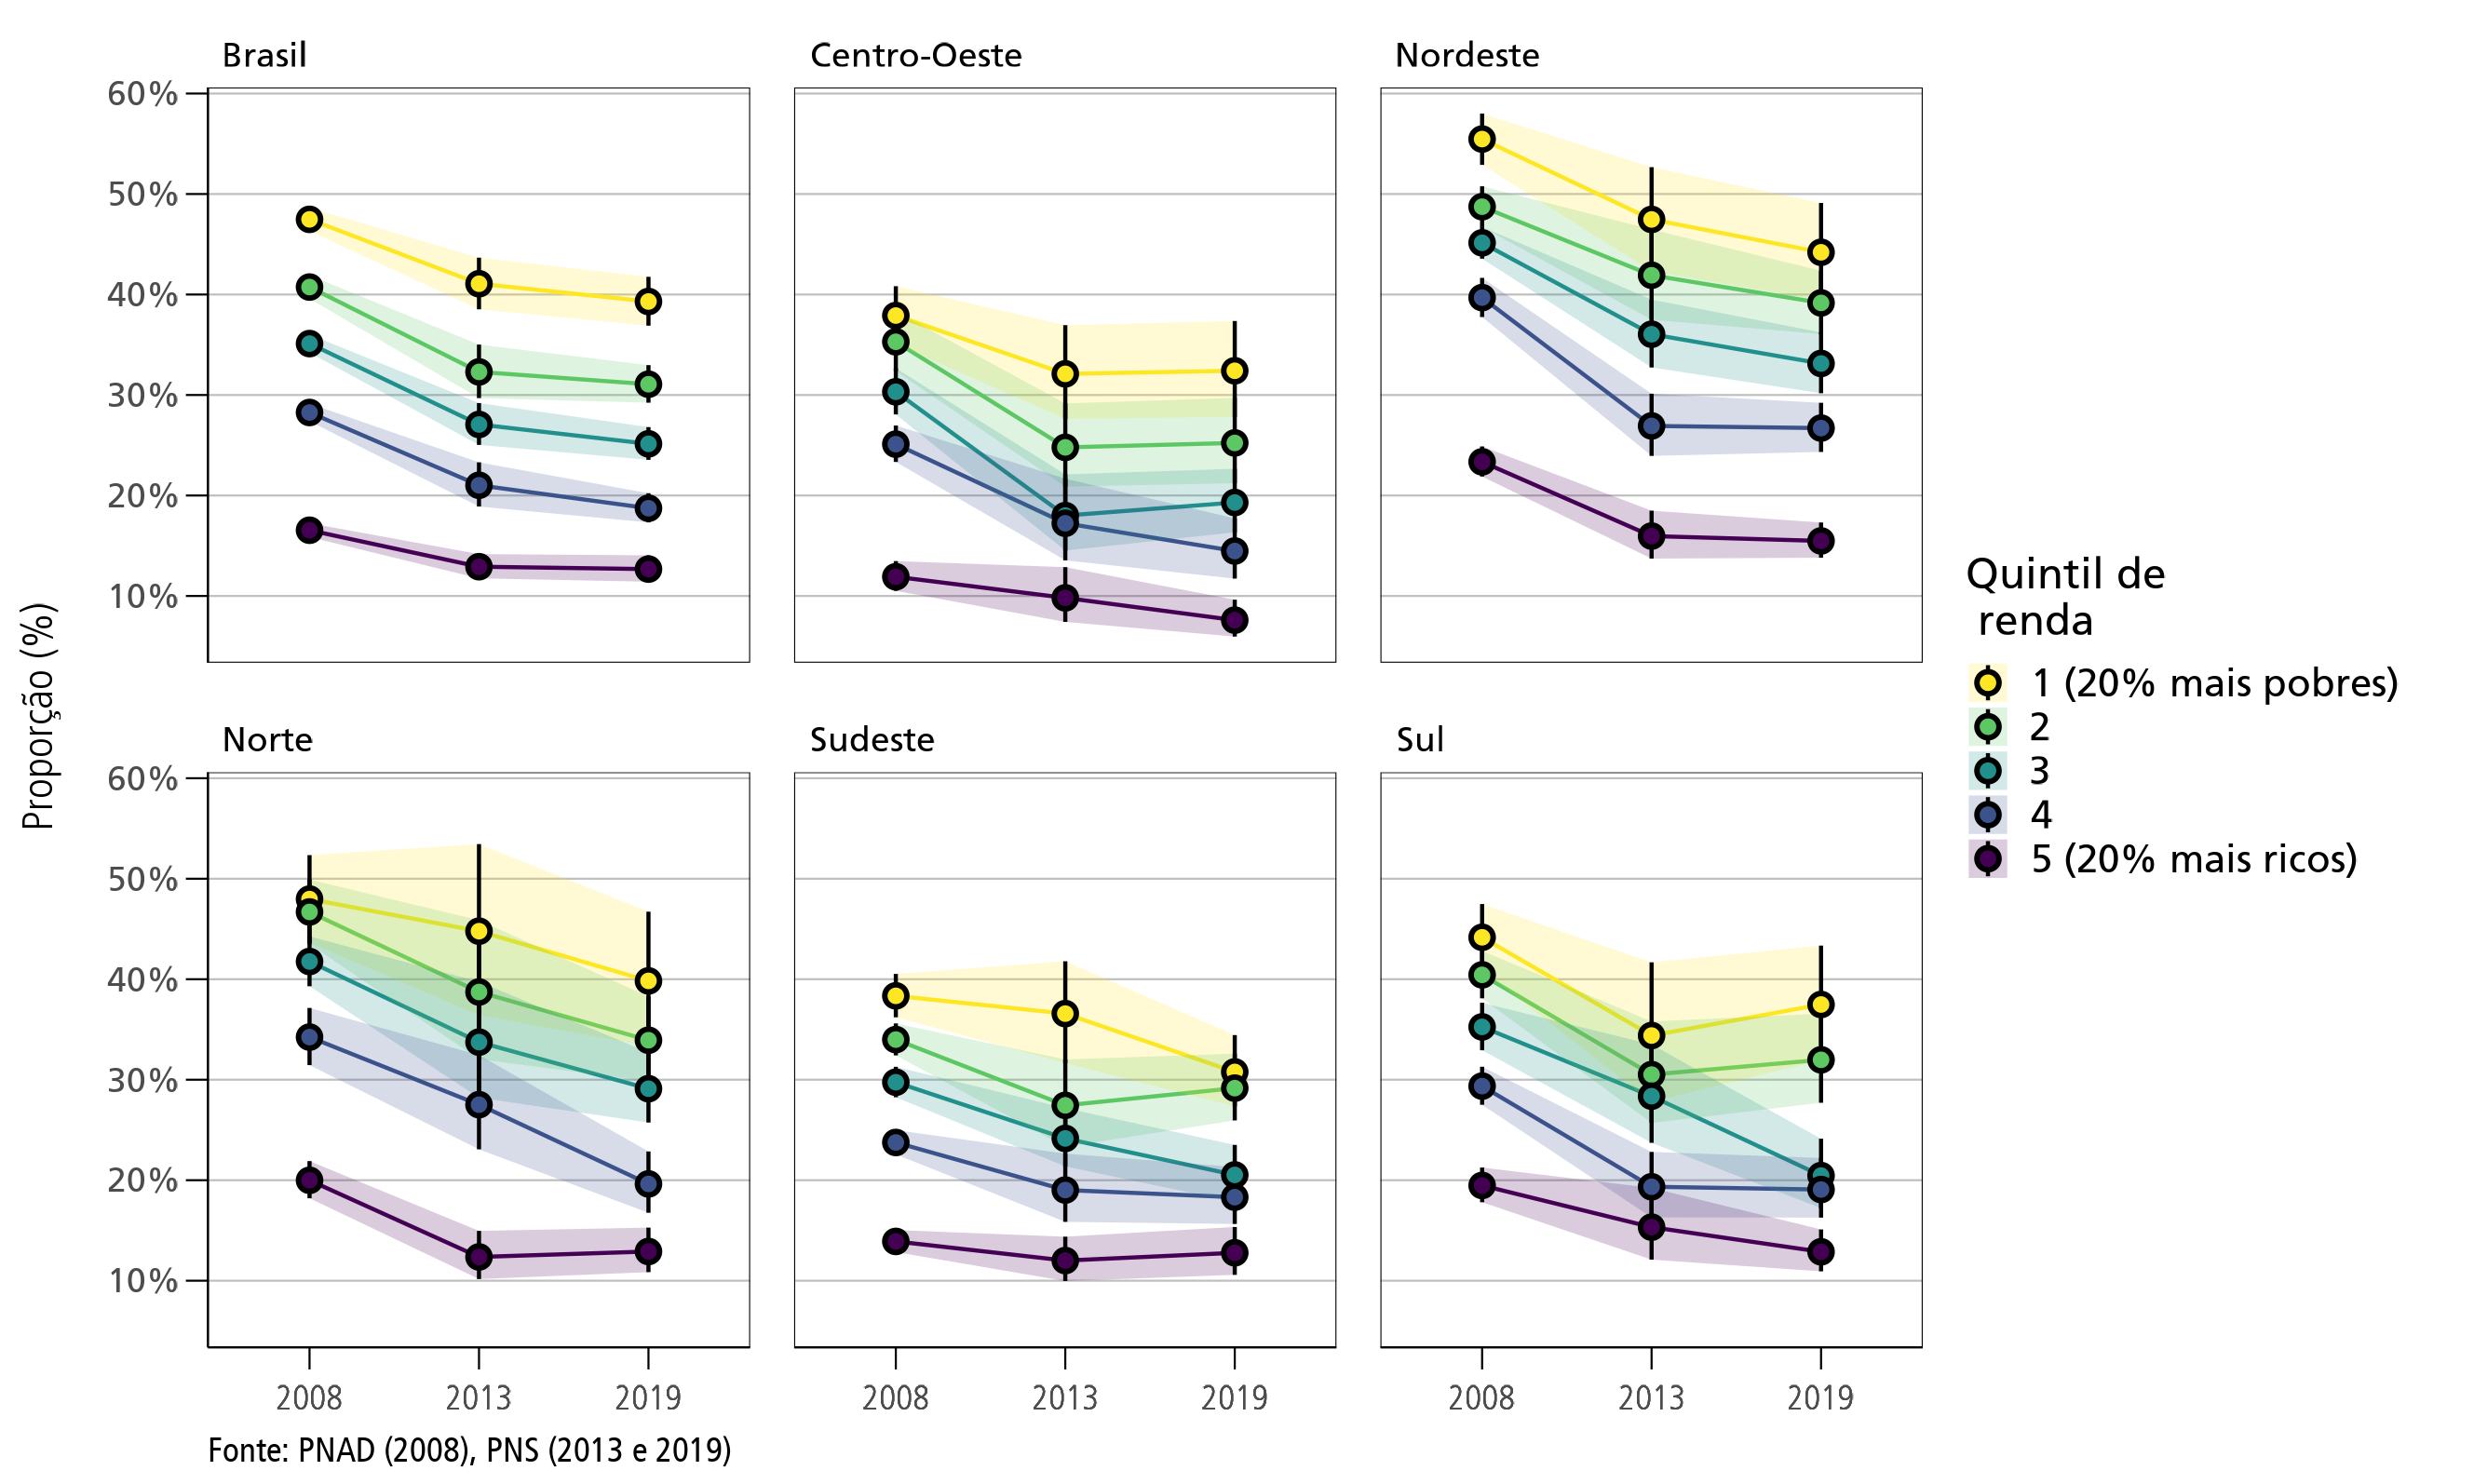 Brasil
Centro-Oeste
Nordeste
60%
50%
40%
30%
20%
10%
Proporção (%)
Norte
Sudeste
Sul
60%
50%
40%
30%
20%
10%
2008 2013 2019
2008 2013 2019
2008 2013 2019
Quintil de
renda
1 (20% mais pobres)
2
3
4
5 (20% mais ricos)
Fonte: PNAD (2008), PNS (2013 e 2019)